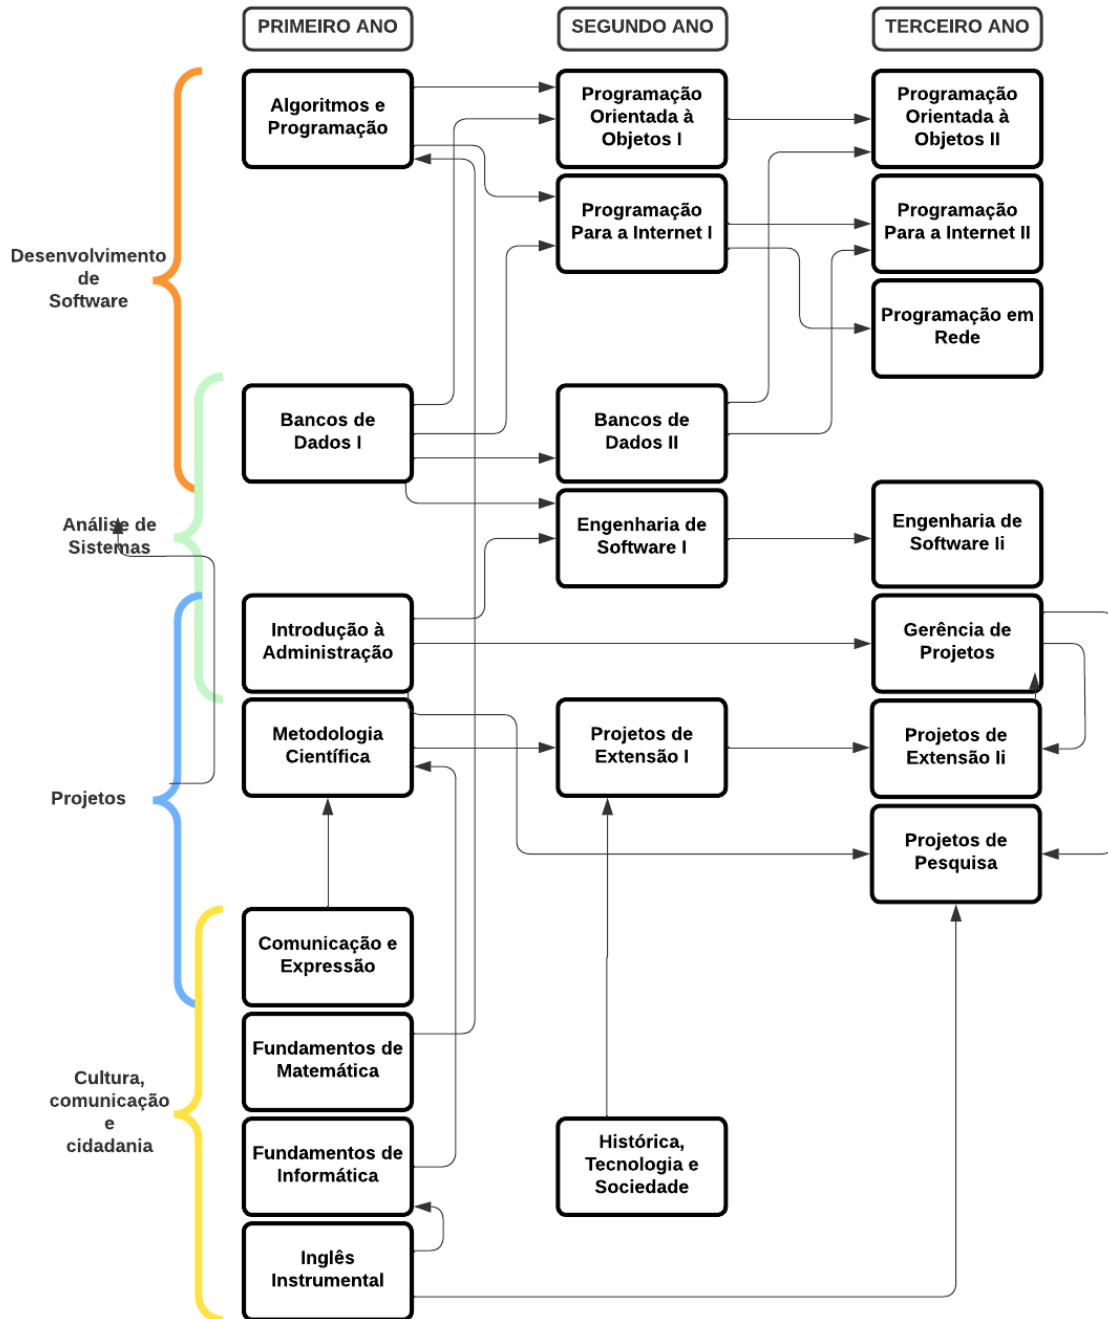 PRIMEIRO ANO
SEGUNDO ANO
TERCEIRO ANO
Algoritmos e
Programação
Programação
Orientada à
Objetos I
Programação
Orientada à
Objetos II
Programação
Para a Internet I
Programação
Para a Internet II
Desenvolvimento
de
Software
Programação em
Rede
Bancos de
Dados I
Bancos de
Dados II
Análise de
Sistemas
Engenharia de
Software I
Engenharia de
Software Ii
Introdução à
Administração
Gerência de
Projetos
Metodologia
Científica
Projetos de
Extensão I
Projetos de
Extensão Ii
Projetos
Projetos de
Pesquisa
Comunicação e
Expressão
Fundamentos de
Matemática
Cultura,
comunicação
e
cidadania
Fundamentos de
Informática
Histórica,
Tecnologia e
Sociedade
Inglês
Instrumental